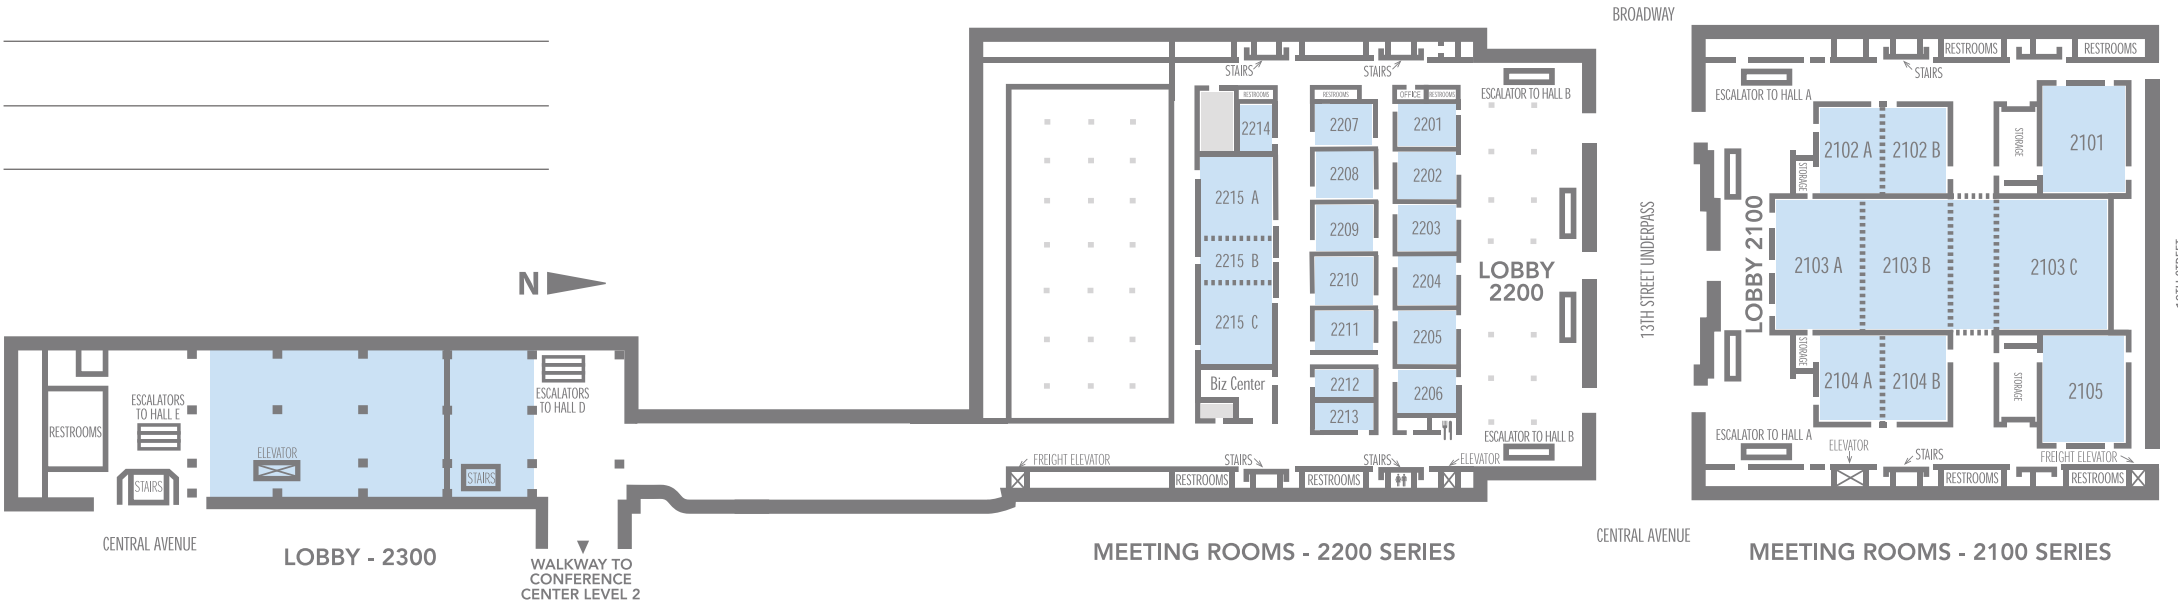 BROADWAY
RESTROOMS
RESTROOMS
STAIRS
STAIRS
STAIRS
ESCALATOR TO HALL B
ESCALATOR TO HALL A
RESTROOMS
RESTROOMS
OFFICE
RESTROOMS
2214
2207
2201
2102 A
2102 B
STORAGE
2101
2208
2202
STORAGE
2215 A
2209
2203
13TH STREET UNDERPASS
LOBBY 2100
2215 B
2210
2204
LOBBY
2200
2103 A
2103 B
2103 C
N
2215 C
2211
2205
STORAGE
2104 A
2104 B
STORAGE
2105
Biz Center
2212
2206
2213
ESCALATORS
TO HALL E
ESCALATORS
TO HALL D
RESTROOMS
ELEVATOR
STAIRS
STAIRS
ESCALATOR TO HALL B
ESCALATOR TO HALL A
ELEVATOR
STAIRS
FREIGHT ELEVATOR
FREIGHT ELEVATOR
STAIRS
STAIRS
ELEVATOR
RESTROOMS
RESTROOMS
RESTROOMS
RESTROOMS
CENTRAL AVENUE
CENTRAL AVENUE
LOBBY - 2300
MEETING ROOMS - 2200 SERIES
MEETING ROOMS - 2100 SERIES
WALKWAY TO
CONFERENCE
CENTER LEVEL 2